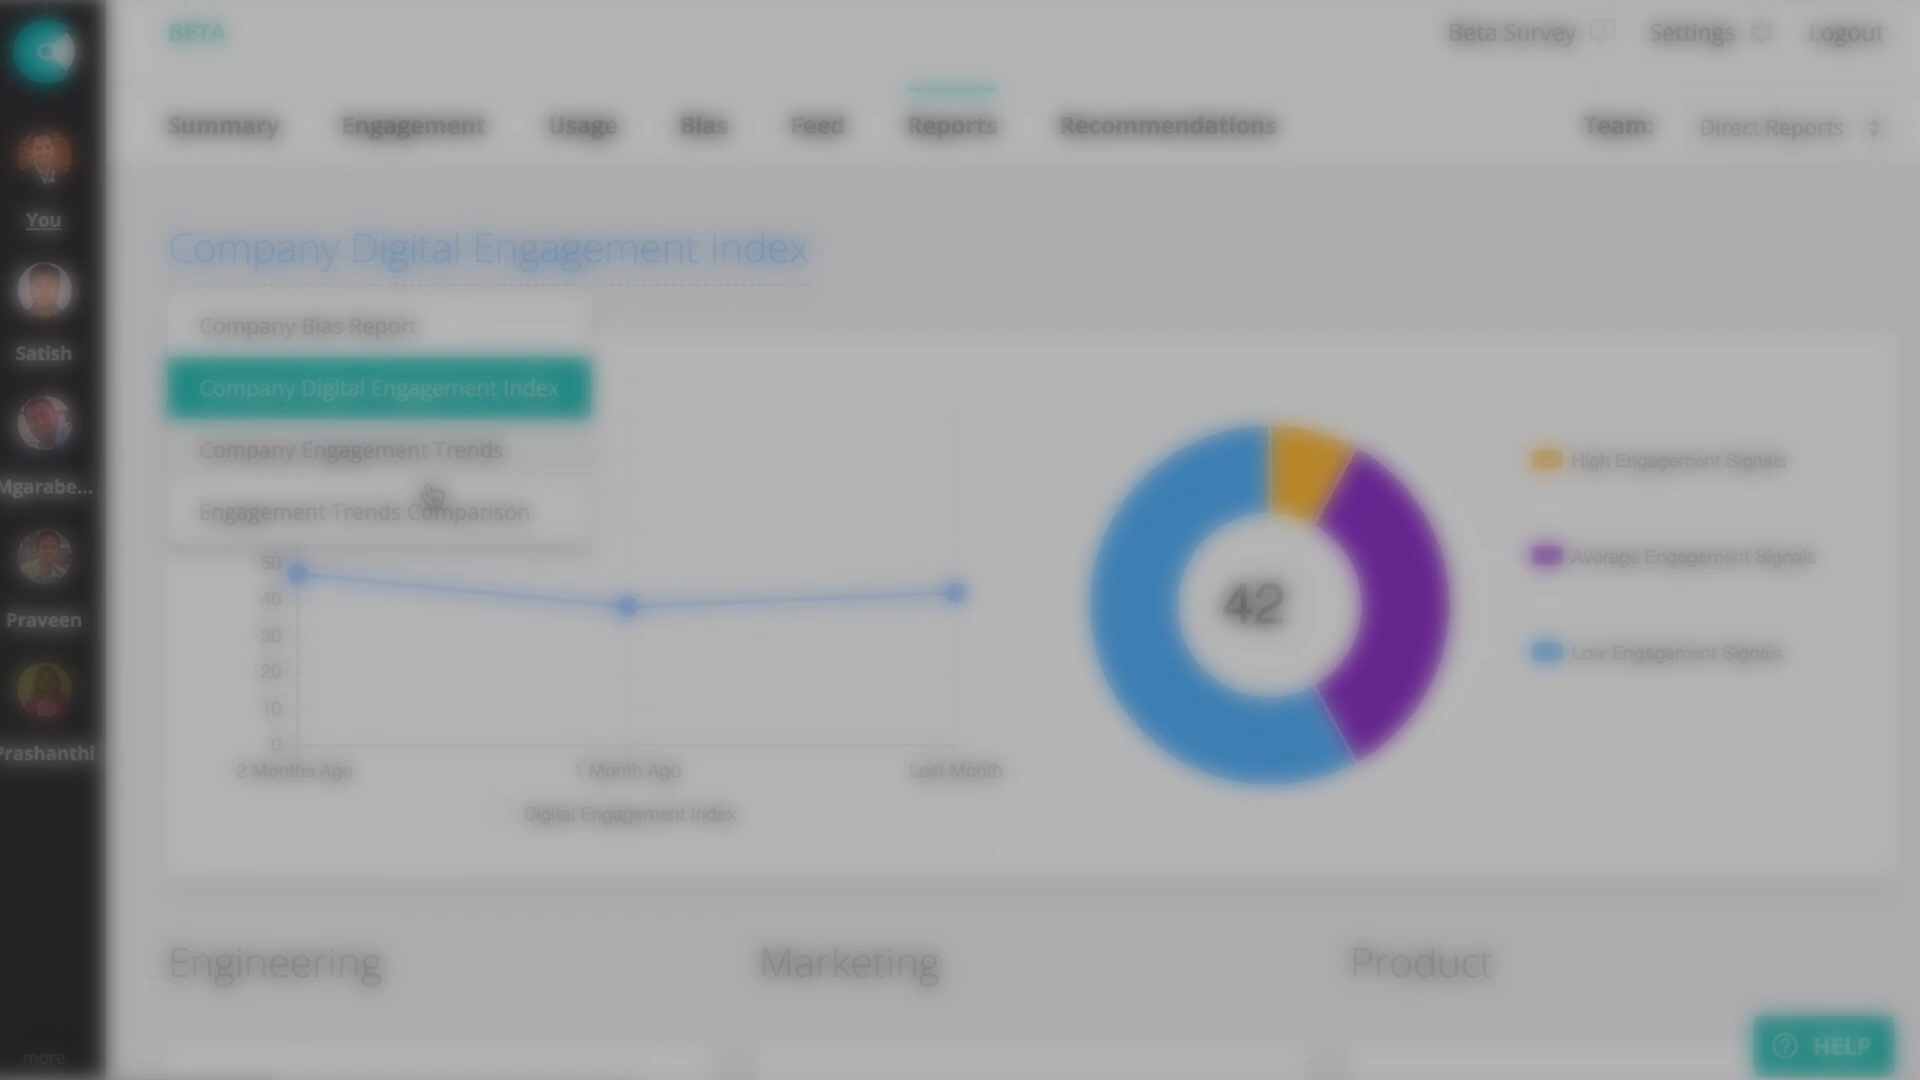 BETA
Beta Survey
Settings
Logout
Summary
Engagement
Usage
Bias
Feed
Reports
Recommendations
Team:
Direct Reports
You
Satish
Mgarabe...
Praveen
Prashanthi
more
Company Digital Engagement Index
Company Bias Report
Company Digital Engagement Index
Company Engagement Trends
Engagement Trends Comparison
50
40
30
20
10
0
2 Months Ago
1 Month Ago
Last Month
Digital Engagement Index
42
High Engagement Signals
Average Engagement Signals
Low Engagement Signals
Engineering
Marketing
Product
HELP